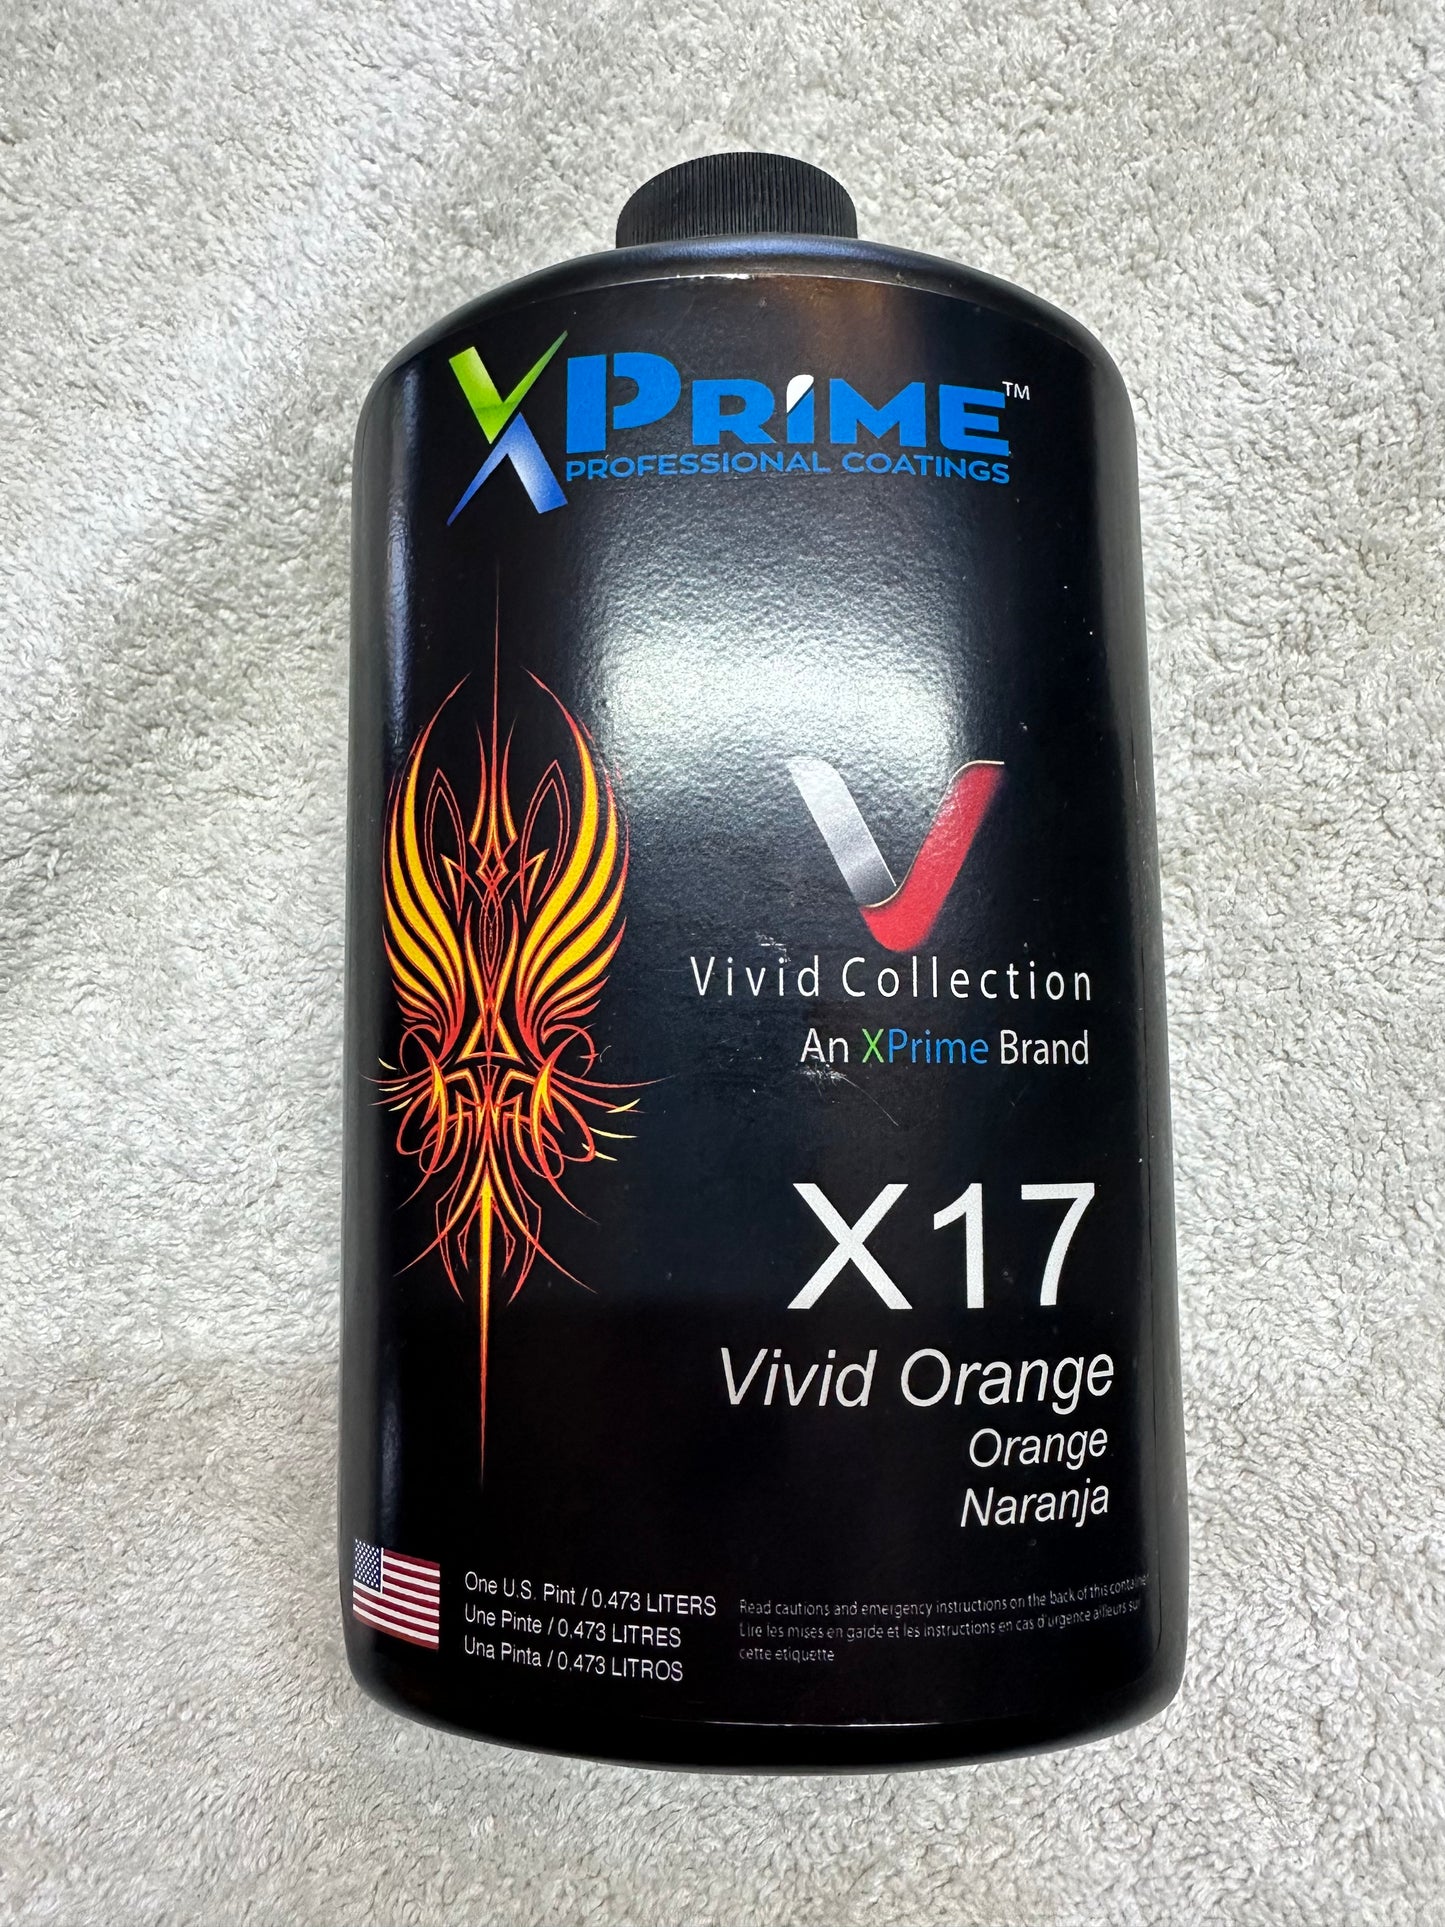 XPRIME™
PROFESSIONAL COATINGS
V
Vivid Collection
An XPrime Brand
X17
Vivid Orange
Orange
Naranja
One U.S. Pint / 0.473 LITERS
Une Pinte / 0.473 LITRES
Una Pinta / 0.473 LITROS
Read cautions and emergency instructions on the back of this container
Lire les mises en garde et les instructions en cas d'urgence ailleurs sur
cette etiquette